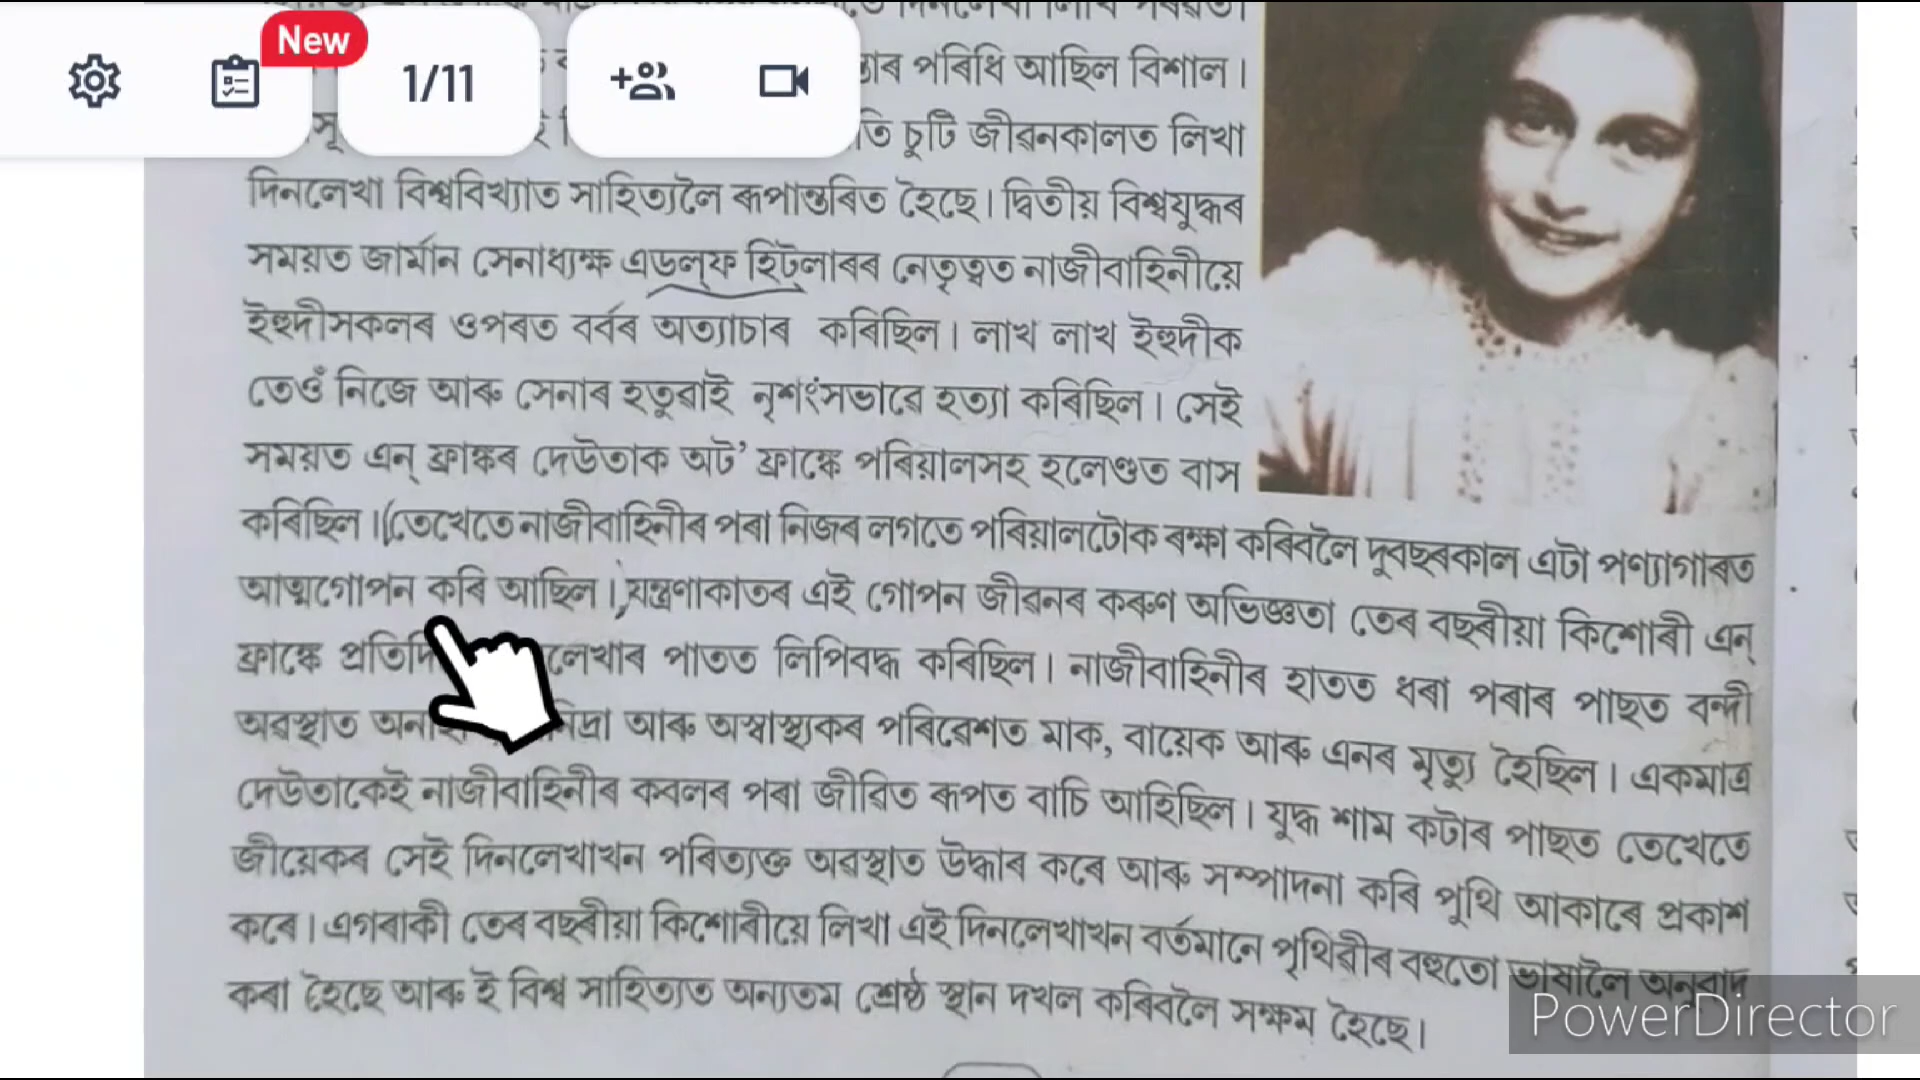 দিনলেখা লিখি পৰৱৰ্তী
New
1/11
পৰিধি আছিল বিশাল।
চুটি জীৱনকালত লিখা
দিনলেখা বিশ্ববিখ্যাত সাহিত্যলৈ ৰূপান্তৰিত হৈছে। দ্বিতীয় বিশ্বযুদ্ধৰ
সময়ত জাৰ্মান সেনাধ্যক্ষ এডল্‌ফ হিট্‌লাৰৰ নেতৃত্বত নাজীবাহিনীয়ে
ইহুদীসকলৰ ওপৰত বৰ্বৰ অত্যাচাৰ কৰিছিল। লাখ লাখ ইহুদীক
তেওঁ নিজে আৰু সেনাৰ হতুৱাই নৃশংসভাৱে হত্যা কৰিছিল। সেই
সময়ত এন্ ফ্ৰাঙ্কৰ দেউতাক অট’ ফ্ৰাঙ্কে পৰিয়ালসহ হলেণ্ডত বাস
কৰিছিল। তেখেতে নাজীবাহিনীৰ পৰা নিজৰ লগতে পৰিয়ালটোক ৰক্ষা কৰিবলৈ দুবছৰকাল এটা পণ্যাগাৰত
আত্মগোপন কৰি আছিল। যন্ত্ৰণাকাতৰ এই গোপন জীৱনৰ কৰুণ অভিজ্ঞতা তেৰ বছৰীয়া কিশোৰী এন্
ফ্ৰাঙ্কে পাতত লিপিবদ্ধ কৰিছিল। নাজীবাহিনীৰ হাতত ধৰা পৰাৰ পাছত বন্দী
অৱস্থাত আৰু অস্বাস্থ্যকৰ পৰিৱেশত মাক, বায়েক আৰু এনৰ মৃত্যু হৈছিল। একমাত্ৰ
দেউতাকেই নাজীবাহিনীৰ কবলৰ পৰা জীৱিত ৰূপত বাচি আহিছিল। যুদ্ধ শাম কটাৰ পাছত তেখেতে
জীয়েকৰ সেই দিনলেখাখন পৰিত্যক্ত অৱস্থাত উদ্ধাৰ কৰে আৰু সম্পাদনা কৰি পুথি আকাৰে প্ৰকাশ
কৰে। এগৰাকী তেৰ বছৰীয়া কিশোৰীয়ে লিখা এই দিনলেখাখন বৰ্তমানে পৃথিৱীৰ বহুতো ভাষালৈ অনুবাদ
কৰা হৈছে আৰু ই বিশ্ব সাহিত্যত অন্যতম শ্ৰেষ্ঠ স্থান দখল কৰিবলৈ সক্ষম হৈছে।
PowerDirector